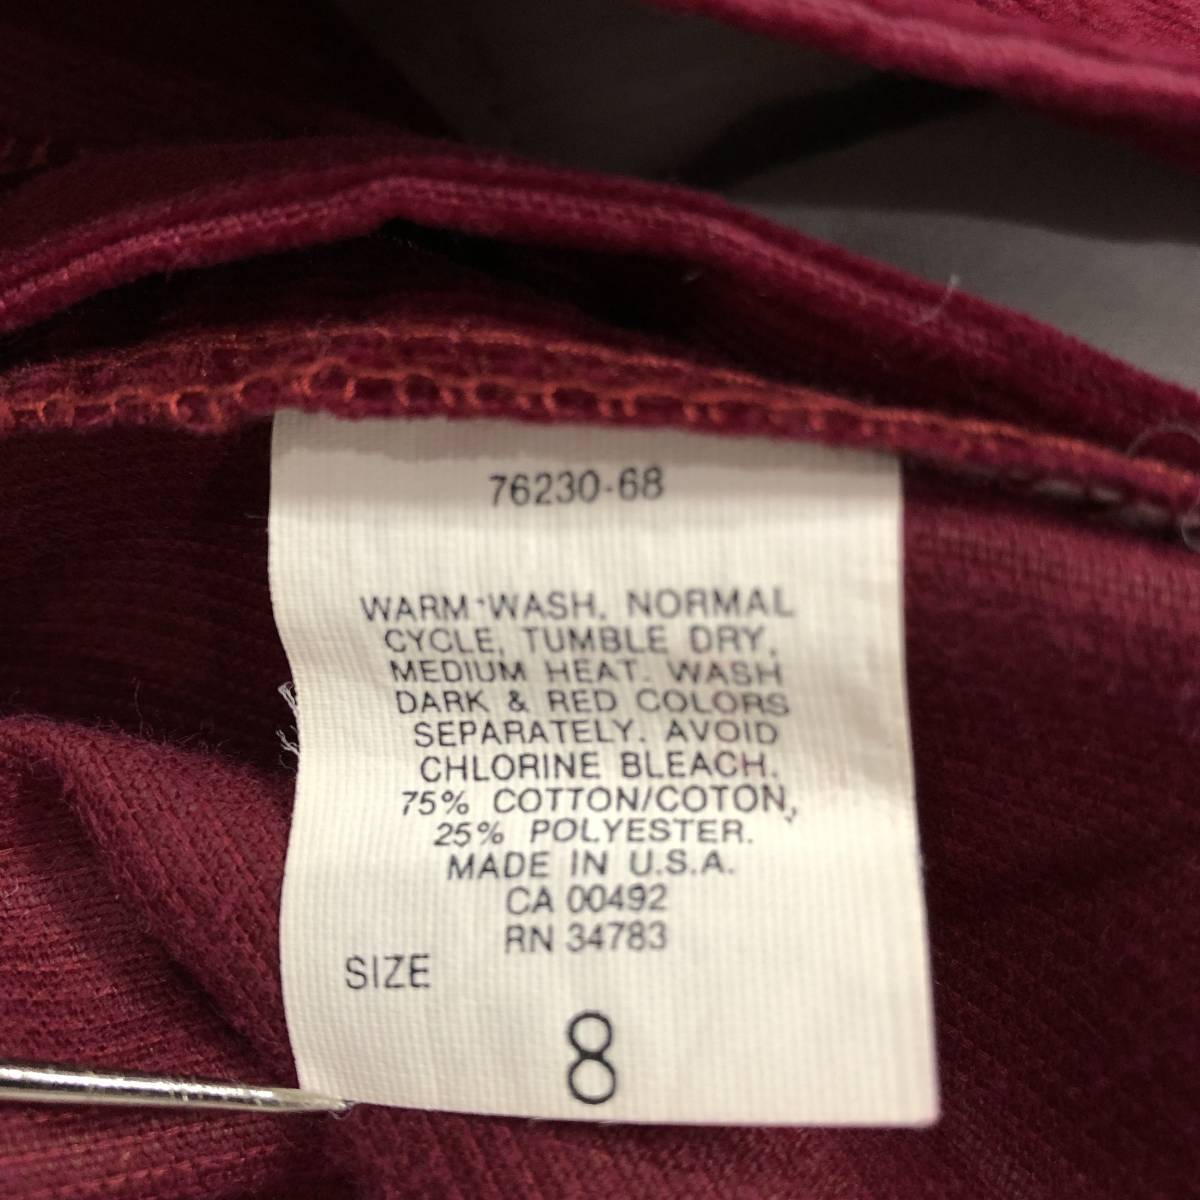 76230-68
WARM WASH, NORMAL
CYCLE, TUMBLE DRY,
MEDIUM HEAT. WASH
DARK & RED COLORS
SEPARATELY. AVOID
CHLORINE BLEACH.
75% COTTON/COTON,
25% POLYESTER.
MADE IN U.S.A.
CA 00492
RN 34783
SIZE
8